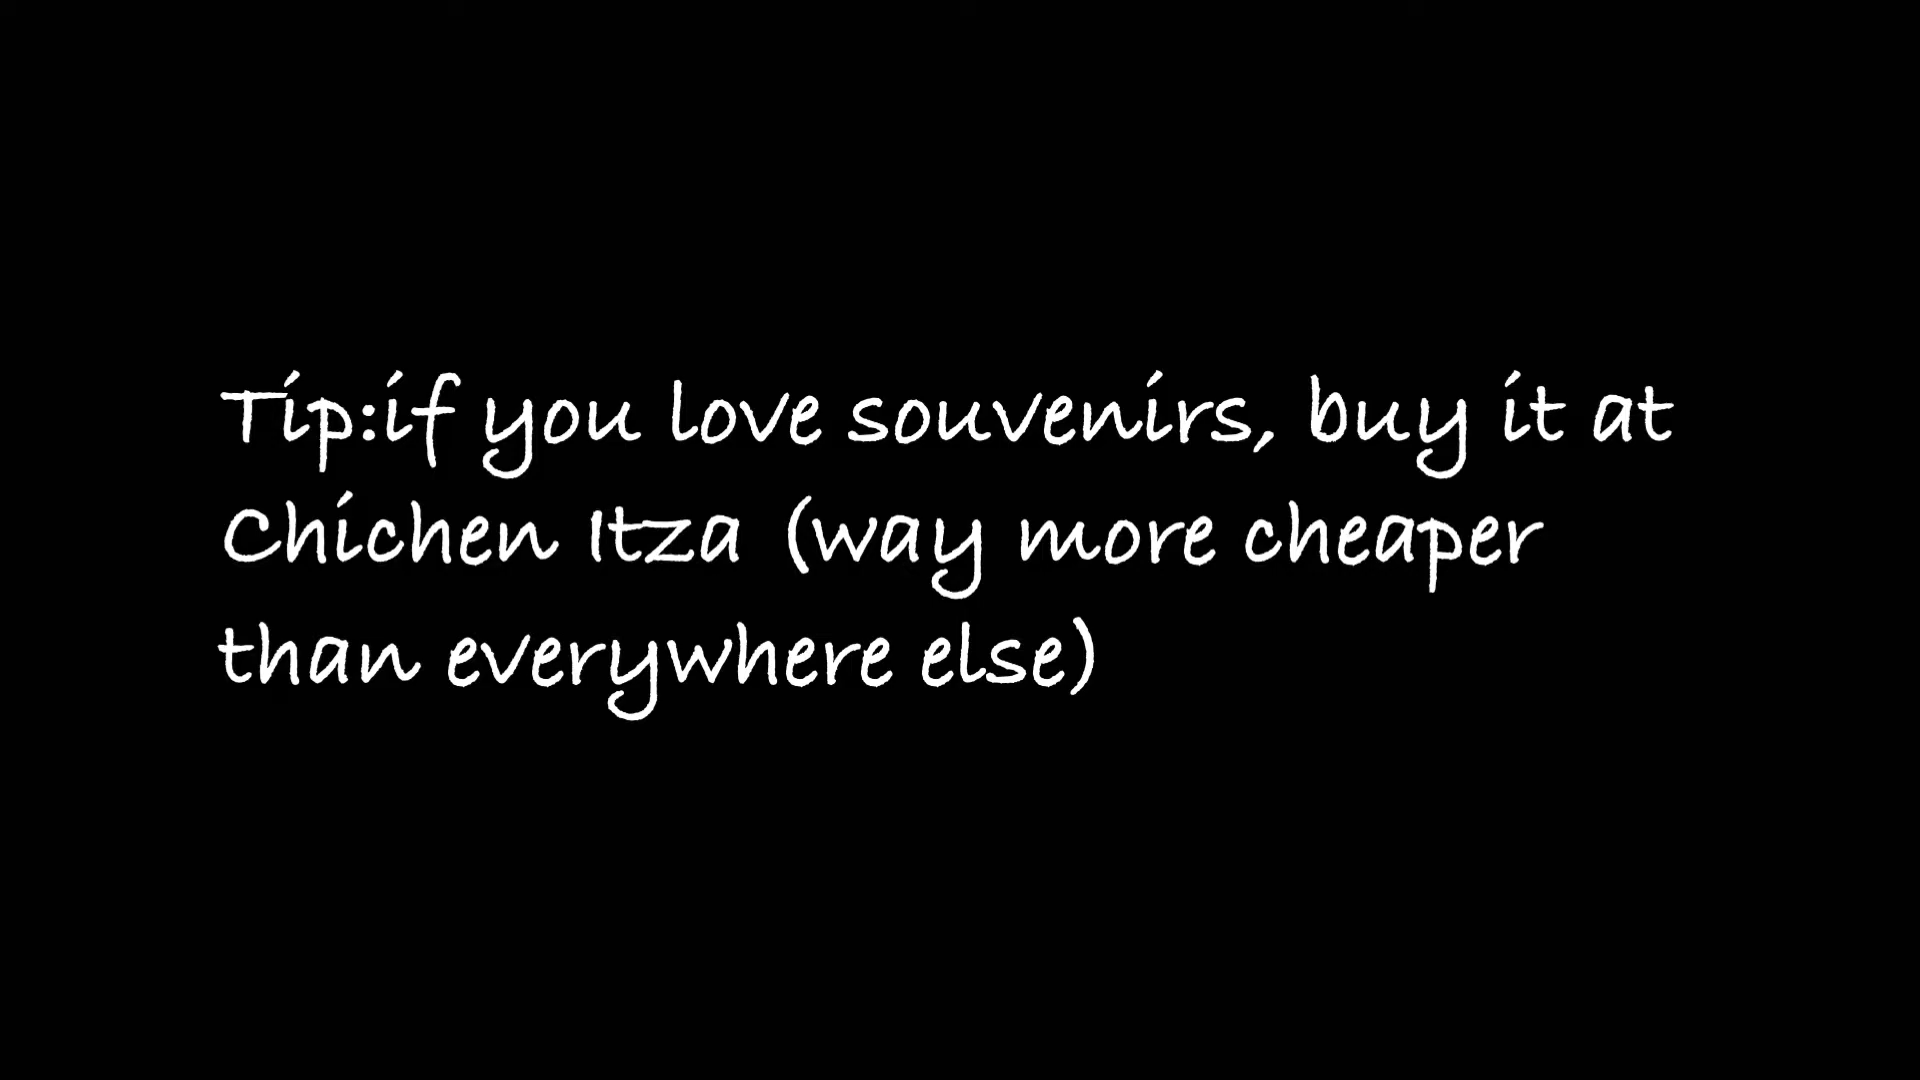 Tip:if you love souvenirs, buy it at
Chichen Itza (way more cheaper
than everywhere else)